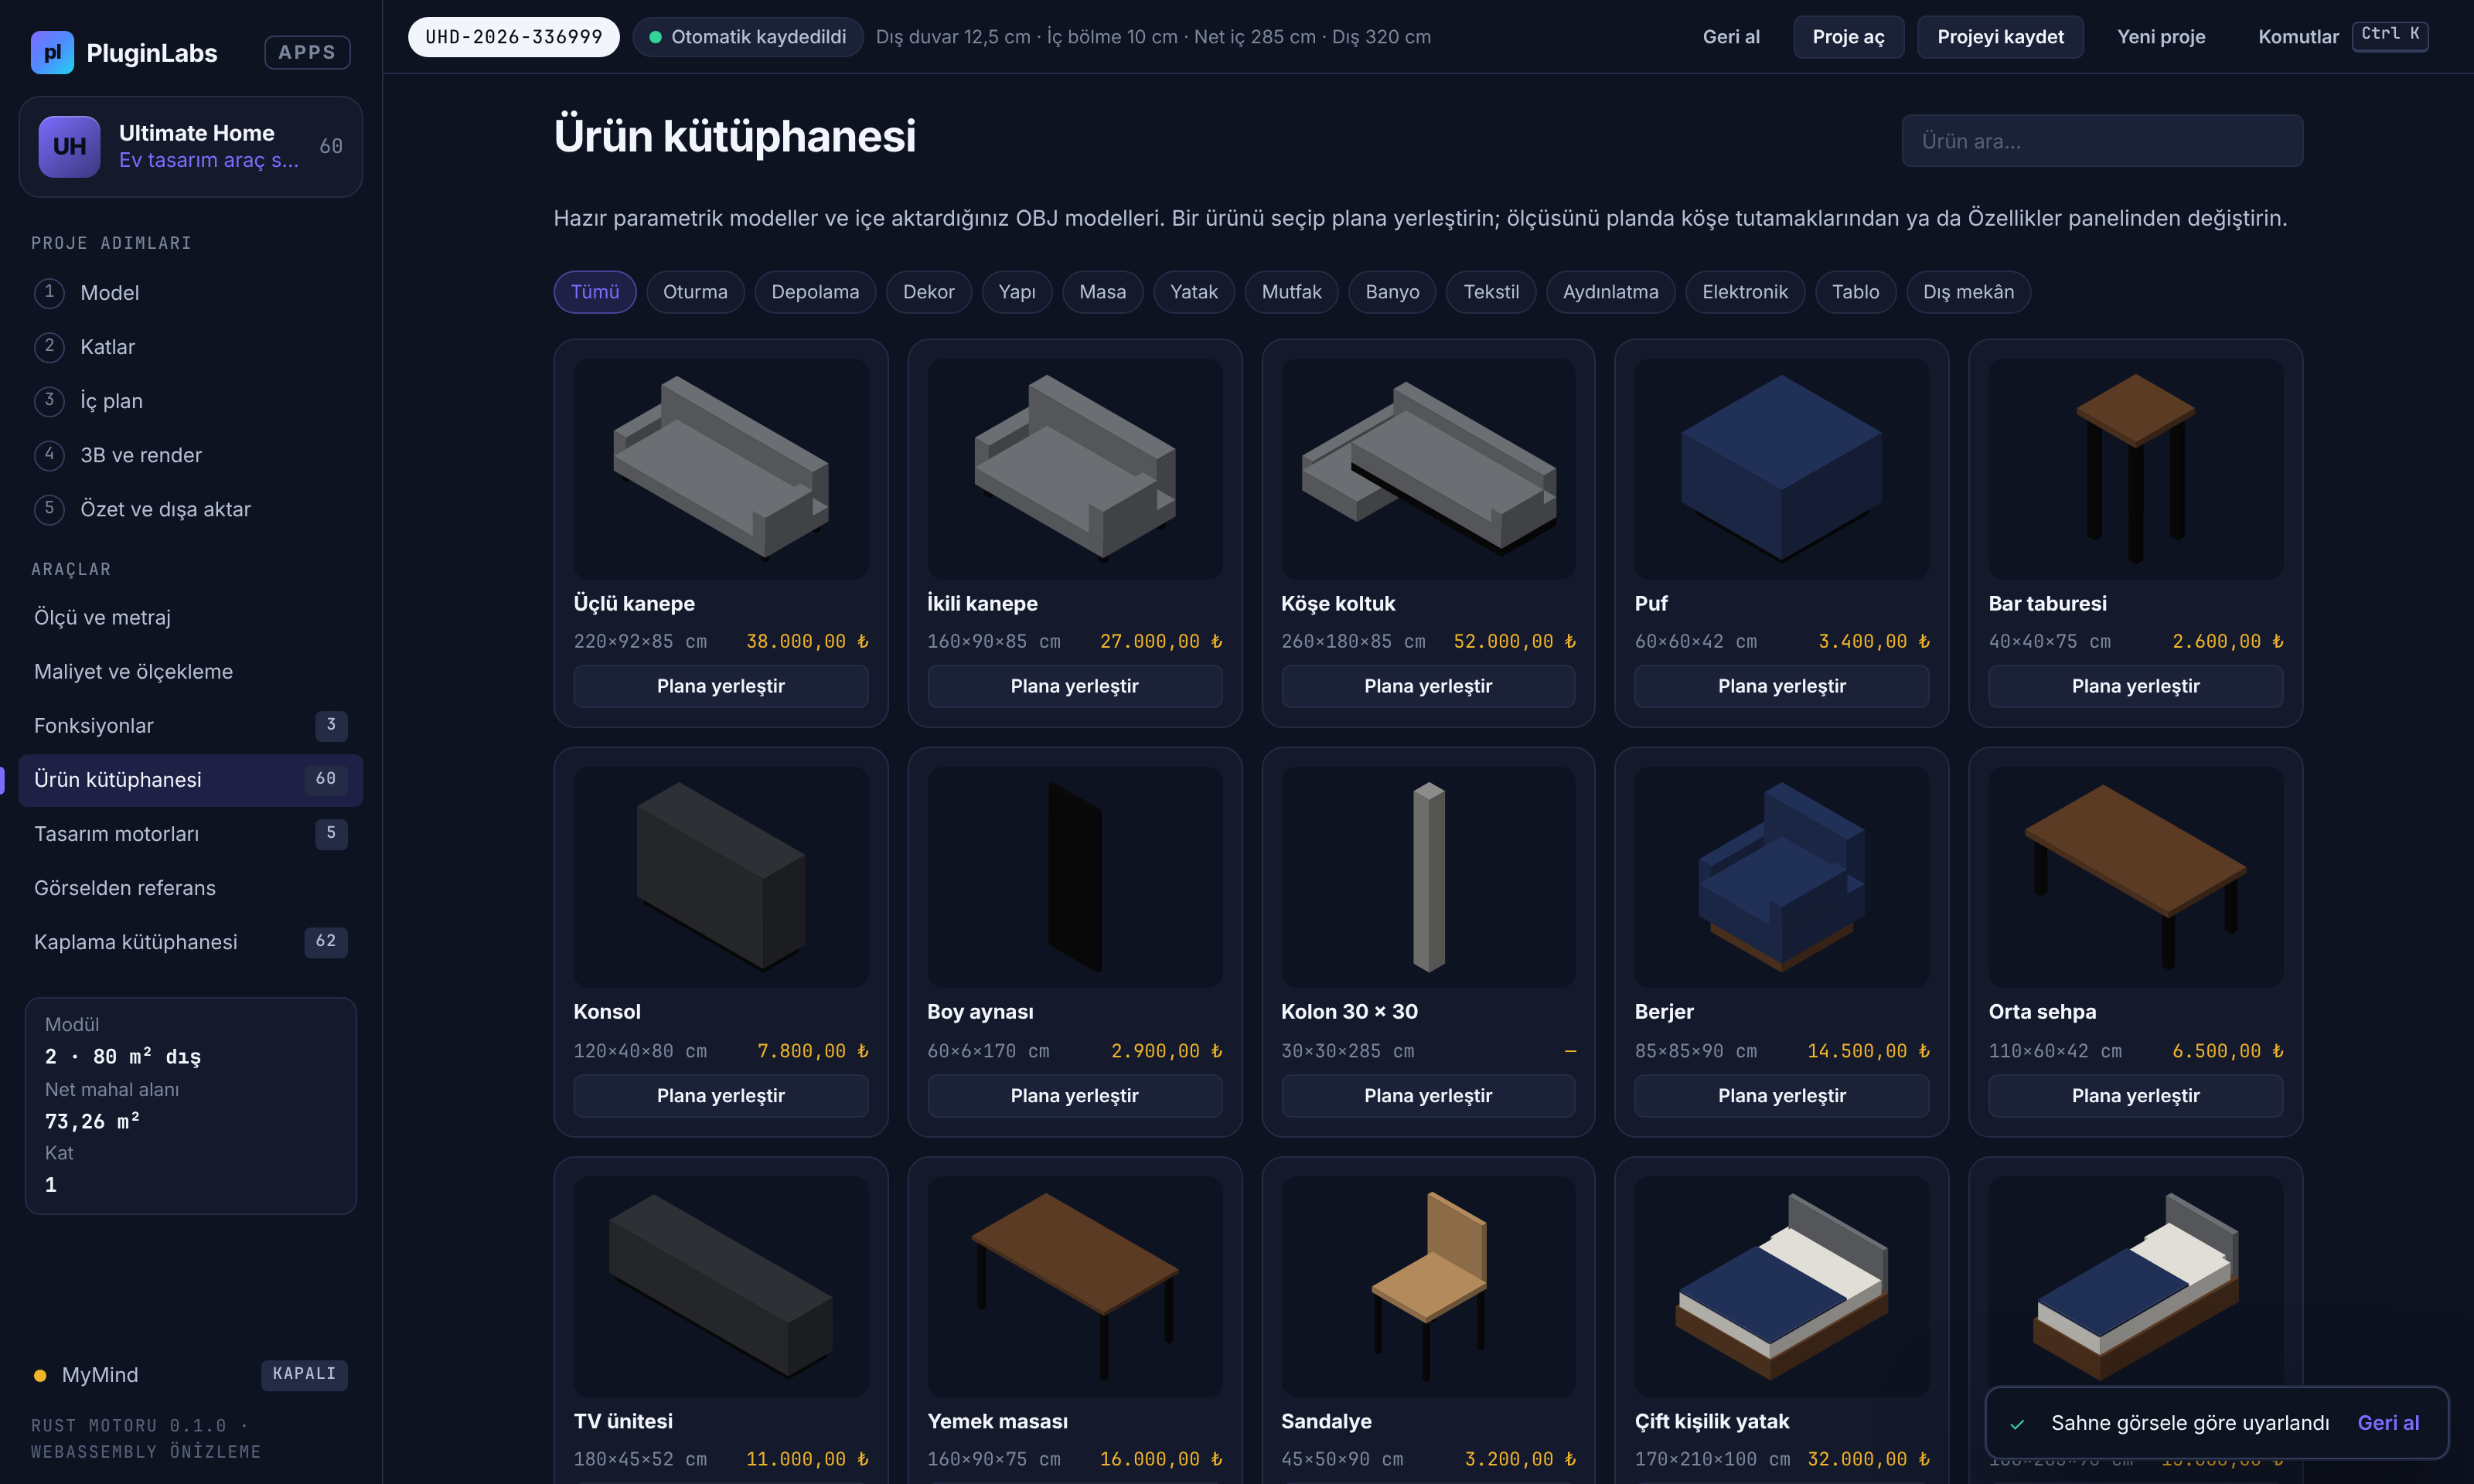 pl PluginLabs APPS
UH Ultimate Home
Ev tasarım araç s... 60
PROJE ADIMLARI
1 Model
2 Katlar
3 İç plan
4 3B ve render
5 Özet ve dışa aktar
ARAÇLAR
Ölçü ve metraj
Maliyet ve ölçekleme
Fonksiyonlar 3
Ürün kütüphanesi 60
Tasarım motorları 5
Görselden referans
Kaplama kütüphanesi 62
Modül
2 · 80 m² dış
Net mahal alanı
73,26 m²
Kat
1
MyMind KAPALI
RUST MOTORU 0.1.0 ·
WEBASSEMBLY ÖNİZLEME
UHD-2026-336999 Otomatik kaydedildi Dış duvar 12,5 cm · İç bölme 10 cm · Net iç 285 cm · Dış 320 cm Geri al Proje aç Projeyi kaydet Yeni proje Komutlar Ctrl K
Ürün kütüphanesi
Ürün ara...
Hazır parametrik modeller ve içe aktardığınız OBJ modelleri. Bir ürünü seçip plana yerleştirin; ölçüsünü planda köşe tutamaklarından ya da Özellikler panelinden değiştirin.
Tümü Oturma Depolama Dekor Yapı Masa Yatak Mutfak Banyo Tekstil Aydınlatma Elektronik Tablo Dış mekân
Üçlü kanepe
220×92×85 cm 38.000,00 ₺
Plana yerleştir
İkili kanepe
160×90×85 cm 27.000,00 ₺
Plana yerleştir
Köşe koltuk
260×180×85 cm 52.000,00 ₺
Plana yerleştir
Puf
60×60×42 cm 3.400,00 ₺
Plana yerleştir
Bar taburesi
40×40×75 cm 2.600,00 ₺
Plana yerleştir
Konsol
120×40×80 cm 7.800,00 ₺
Plana yerleştir
Boy aynası
60×6×170 cm 2.900,00 ₺
Plana yerleştir
Kolon 30 × 30
30×30×285 cm —
Plana yerleştir
Berjer
85×85×90 cm 14.500,00 ₺
Plana yerleştir
Orta sehpa
110×60×42 cm 6.500,00 ₺
Plana yerleştir
TV ünitesi
180×45×52 cm 11.000,00 ₺
Yemek masası
160×90×75 cm 16.000,00 ₺
Sandalye
45×50×90 cm 3.200,00 ₺
Çift kişilik yatak
170×210×100 cm 32.000,00 ₺
Sahne görsele göre uyarlandı Geri al